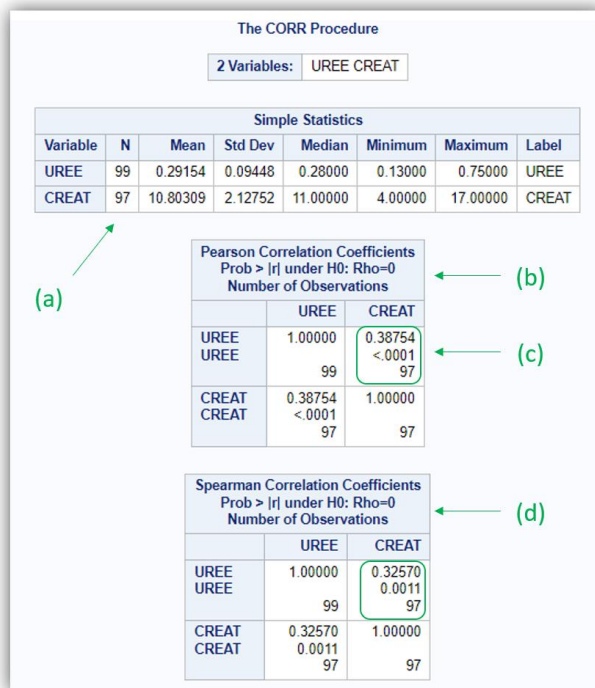 The CORR Procedure
2 Variables: UREE CREAT
Simple Statistics
Variable N Mean Std Dev Median Minimum Maximum Label
UREE 99 0.29154 0.09448 0.28000 0.13000 0.75000 UREE
CREAT 97 10.80309 2.12752 11.00000 4.00000 17.00000 CREAT
(a)
Pearson Correlation Coefficients
Prob > |r| under H0: Rho=0
Number of Observations
(b)
UREE CREAT
UREE 1.00000 0.38754
UREE <.0001
99 97
(c)
CREAT 0.38754 1.00000
CREAT <.0001
97 97
Spearman Correlation Coefficients
Prob > |r| under H0: Rho=0
Number of Observations
(d)
UREE CREAT
UREE 1.00000 0.32570
UREE 0.0011
99 97
CREAT 0.32570 1.00000
CREAT 0.0011
97 97